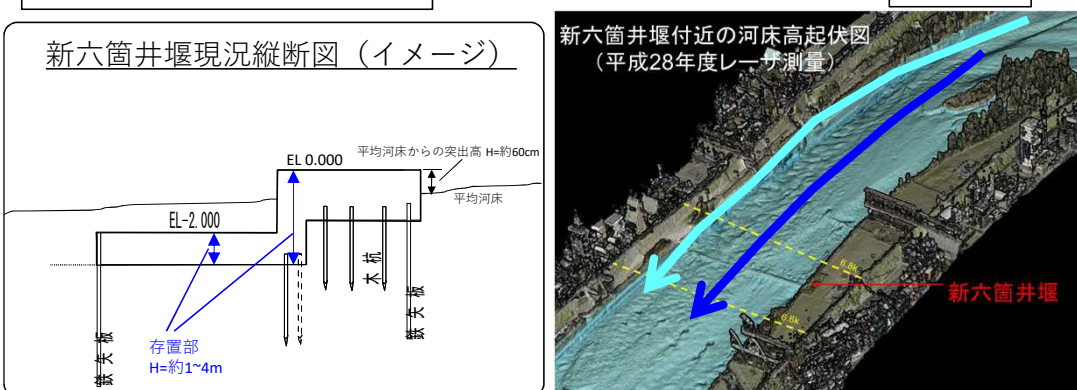 新六箇井堰現況縦断図（イメージ）
平均河床からの突出高 H=約60cm
EL 0.000
平均河床
EL-2.000
木杭
鉄矢板
鉄矢板
存置部
H=約1~4m
新六箇井堰付近の河床高起伏図
（平成28年度レーザ測量）
6.8k
新六箇井堰
6.6k